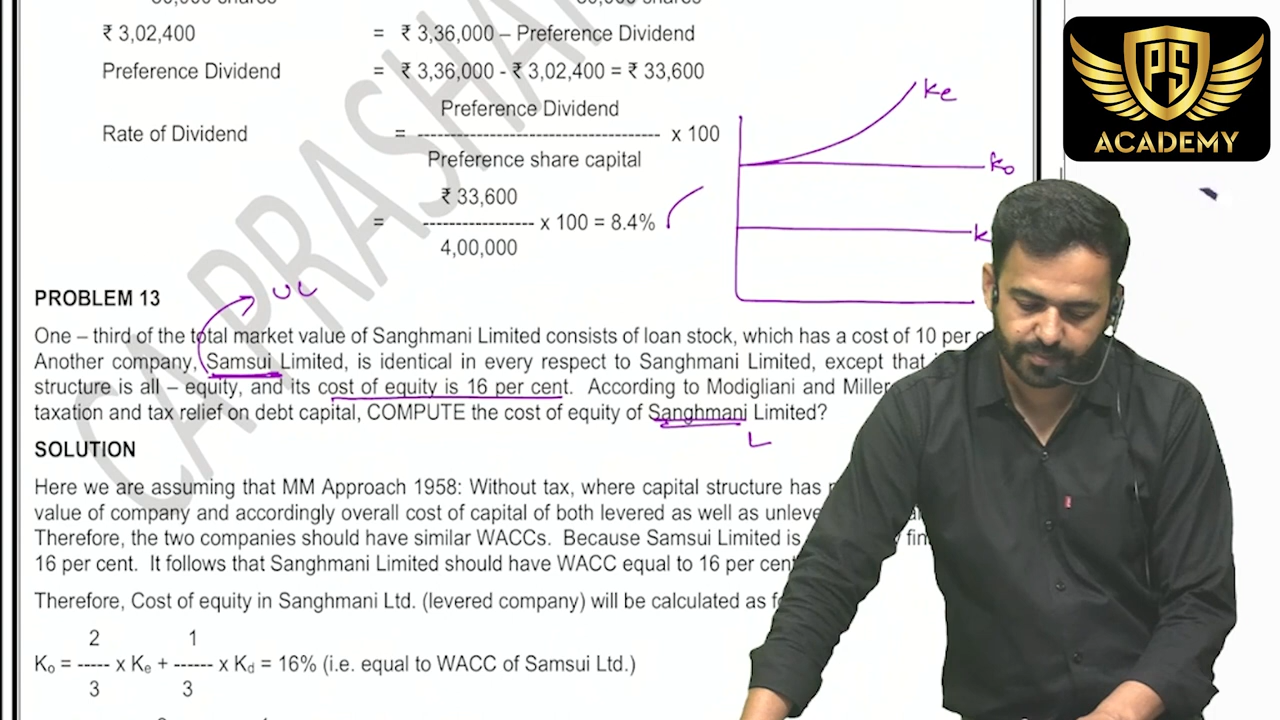 ₹ 3,02,400 = ₹ 3,36,000 – Preference Dividend
Preference Dividend = ₹ 3,36,000 - ₹ 3,02,400 = ₹ 33,600
Preference Dividend
Rate of Dividend = ------------------------------------------- x 100
Preference share capital
₹ 33,600
= ----------------- x 100 = 8.4%
4,00,000
Ke
Ko
K
PS
ACADEMY
CA PRASHA
PROBLEM 13
UL
One – third of the total market value of Sanghmani Limited consists of loan stock, which has a cost of 10 per
Another company, Samsui Limited, is identical in every respect to Sanghmani Limited, except that
structure is all – equity, and its cost of equity is 16 per cent. According to Modigliani and Miller
taxation and tax relief on debt capital, COMPUTE the cost of equity of Sanghmani Limited?
L
SOLUTION
Here we are assuming that MM Approach 1958: Without tax, where capital structure has
value of company and accordingly overall cost of capital of both levered as well as
Therefore, the two companies should have similar WACCs. Because Samsui Limited is
16 per cent. It follows that Sanghmani Limited should have WACC equal to 16 per cent
Therefore, Cost of equity in Sanghmani Ltd. (levered company) will be calculated as
2 1
Ko = ----- x Ke + ------ x Kd = 16% (i.e. equal to WACC of Samsui Ltd.)
3 3